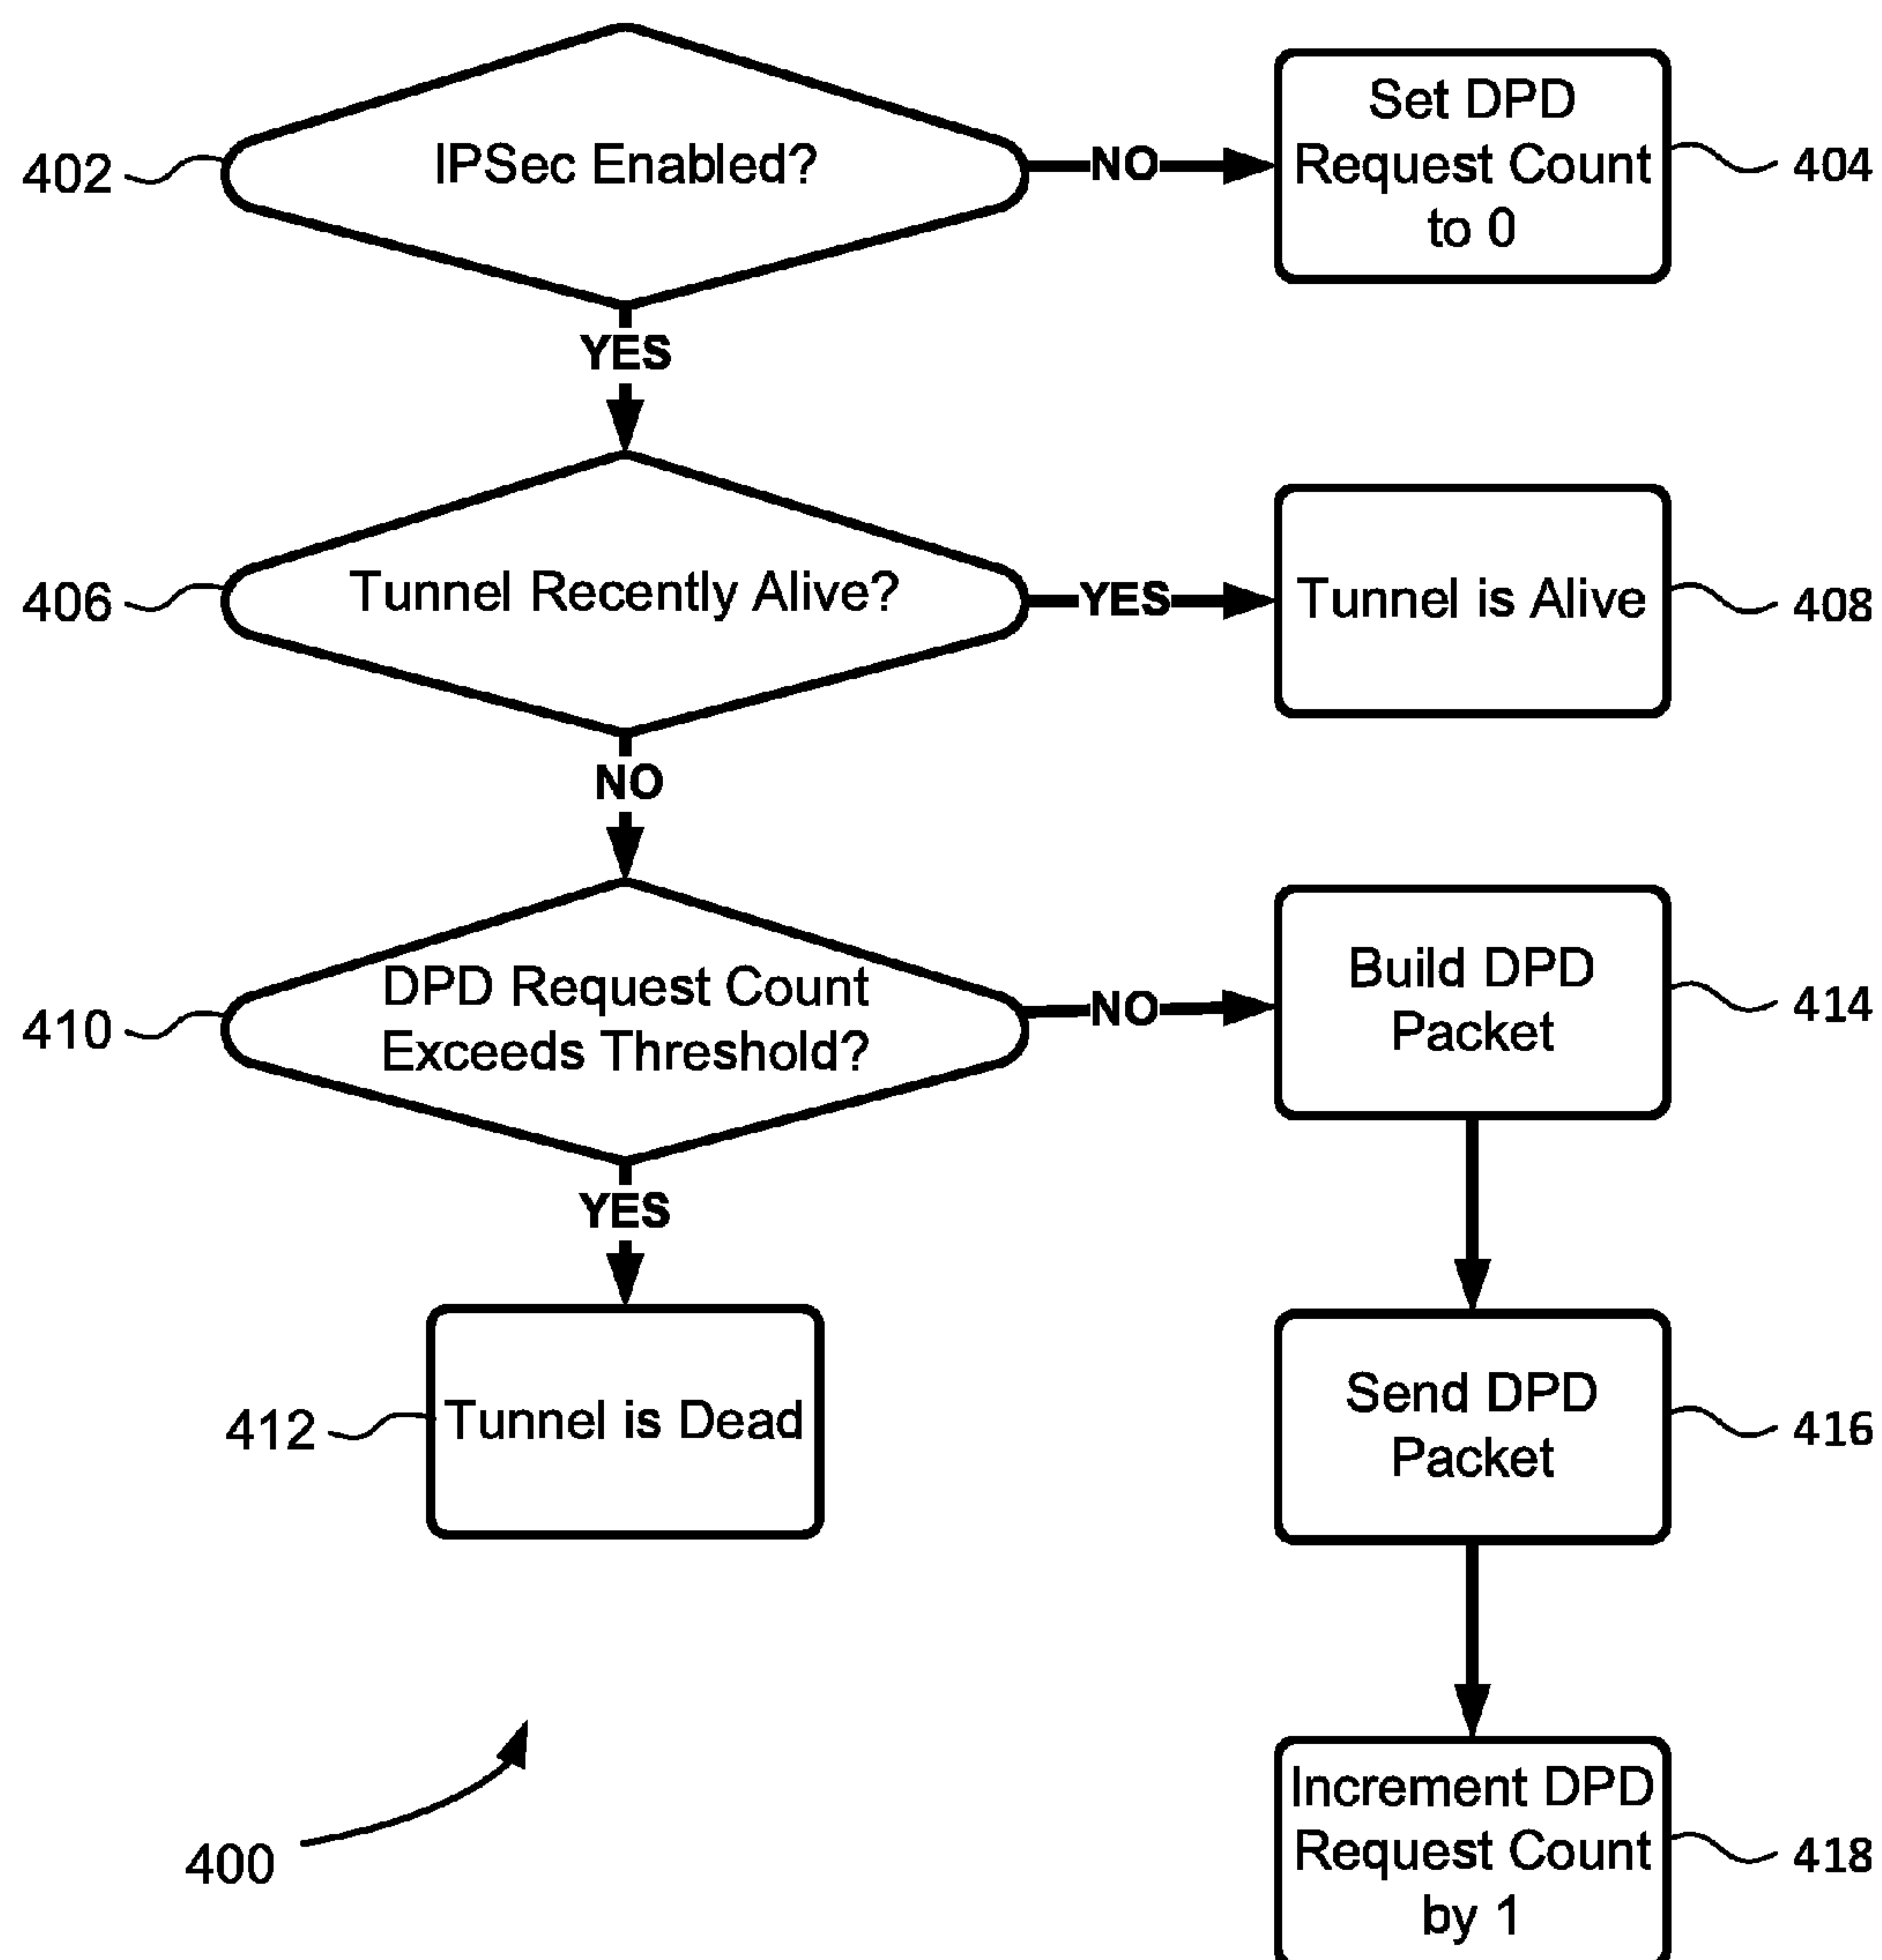 402
IPSec Enabled?
NO
Set DPD
Request Count
to 0
404
YES
406
Tunnel Recently Alive?
YES
Tunnel is Alive
408
NO
410
DPD Request Count
Exceeds Threshold?
NO
Build DPD
Packet
414
YES
412
Tunnel is Dead
Send DPD
Packet
416
400
Increment DPD
Request Count
by 1
418